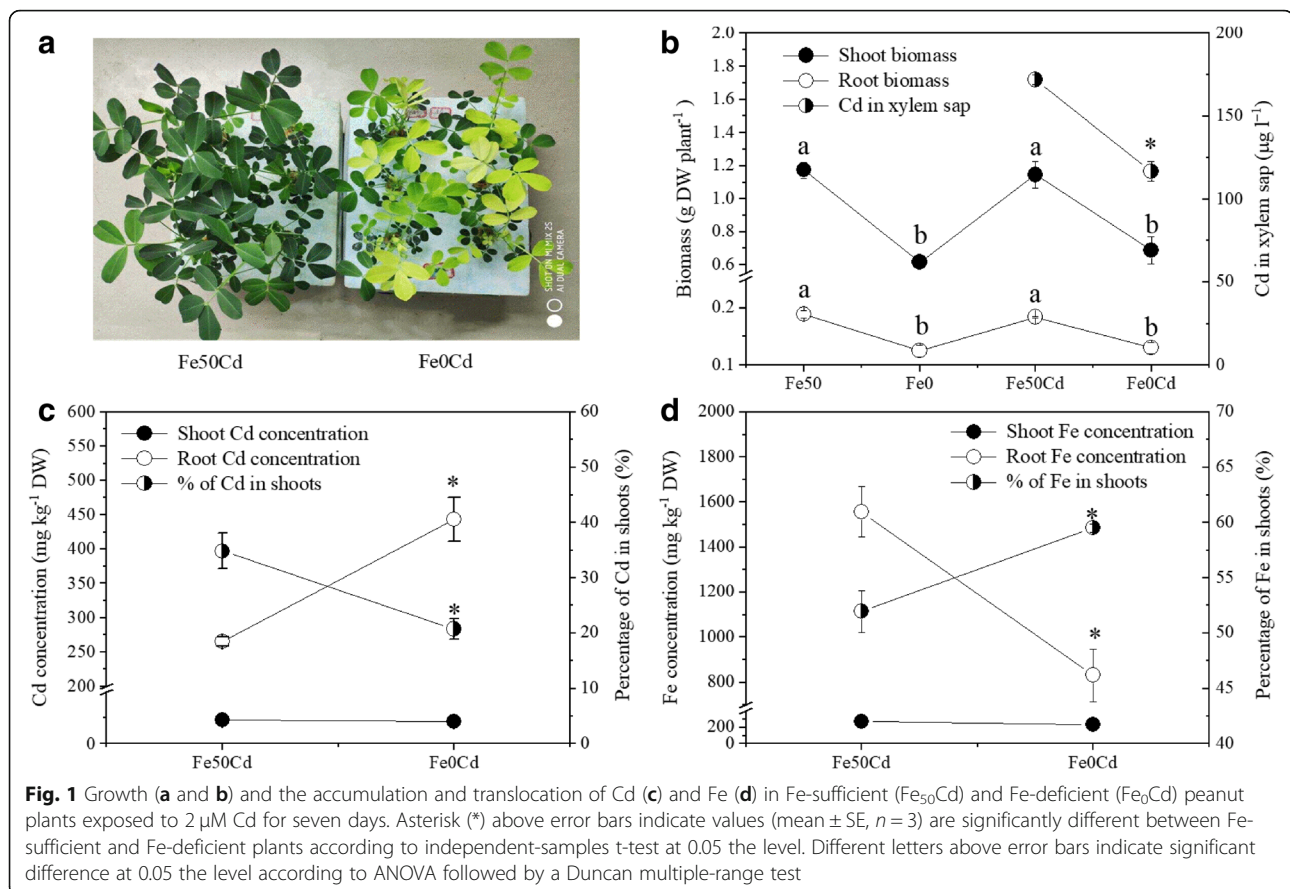 a
SHOT ON MI MIX 2S
AI DUAL CAMERA
Fe50Cd
Fe0Cd
b
Shoot biomass
Root biomass
Cd in xylem sap
Biomass (g DW plant-1)
2.0
1.8
1.6
1.4
1.2
1.0
0.8
0.6
0.2
0.1
Cd in xylem sap (µg l-1)
200
150
100
50
0
a
b
a
b
*
a
b
a
b
Fe50
Fe0
Fe50Cd
Fe0Cd
c
Shoot Cd concentration
Root Cd concentration
% of Cd in shoots
Cd concentration (mg kg-1 DW)
600
550
500
450
400
350
300
250
200
0
Percentage of Cd in shoots (%)
60
50
40
30
20
10
0
*
*
Fe50Cd
Fe0Cd
d
Shoot Fe concentration
Root Fe concentration
% of Fe in shoots
Fe concentration (mg kg-1 DW)
2000
1800
1600
1400
1200
1000
800
200
0
Percentage of Fe in shoots (%)
70
65
60
55
50
45
40
*
*
Fe50Cd
Fe0Cd
Fig. 1 Growth (a and b) and the accumulation and translocation of Cd (c) and Fe (d) in Fe-sufficient (Fe50Cd) and Fe-deficient (Fe0Cd) peanut
plants exposed to 2 µM Cd for seven days. Asterisk (*) above error bars indicate values (mean ± SE, n = 3) are significantly different between Fe-
sufficient and Fe-deficient plants according to independent-samples t-test at 0.05 the level. Different letters above error bars indicate significant
difference at 0.05 the level according to ANOVA followed by a Duncan multiple-range test